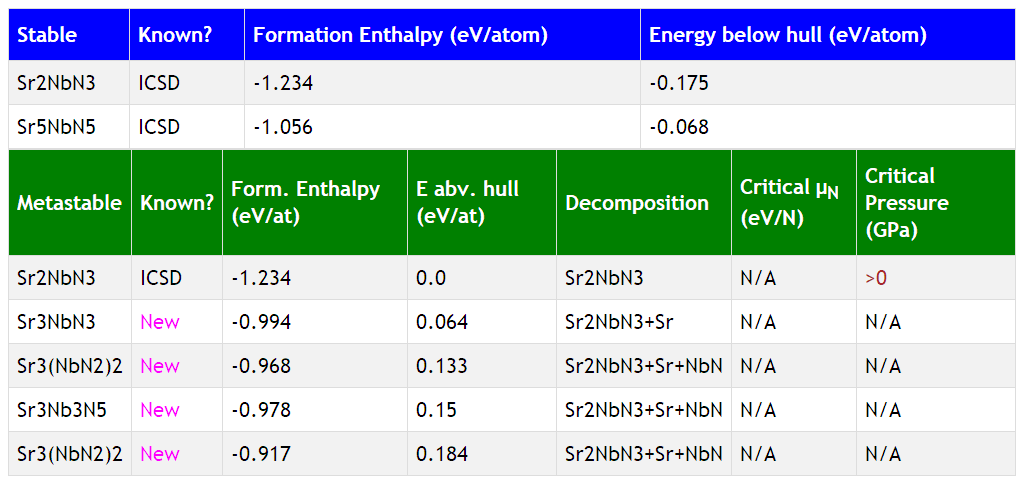 Stable Known? Formation Enthalpy (eV/atom) Energy below hull (eV/atom)
Sr2NbN3 ICSD -1.234 -0.175
Sr5NbN5 ICSD -1.056 -0.068
Metastable Known? Form. Enthalpy (eV/at) E abv. hull (eV/at) Decomposition Critical μN (eV/N) Critical Pressure (GPa)
Sr2NbN3 ICSD -1.234 0.0 Sr2NbN3 N/A >0
Sr3NbN3 New -0.994 0.064 Sr2NbN3+Sr N/A N/A
Sr3(NbN2)2 New -0.968 0.133 Sr2NbN3+Sr+NbN N/A N/A
Sr3Nb3N5 New -0.978 0.15 Sr2NbN3+Sr+NbN N/A N/A
Sr3(NbN2)2 New -0.917 0.184 Sr2NbN3+Sr+NbN N/A N/A